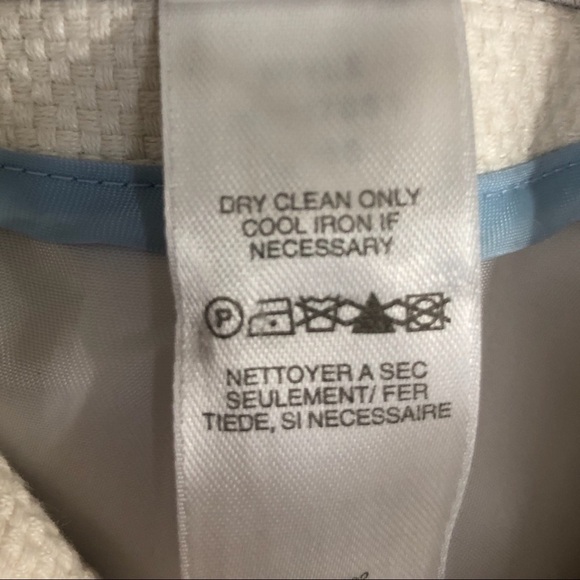 DRY CLEAN ONLY
COOL IRON IF
NECESSARY
P
NETTOYER A SEC
SEULEMENT/ FER
TIEDE, SI NECESSAIRE